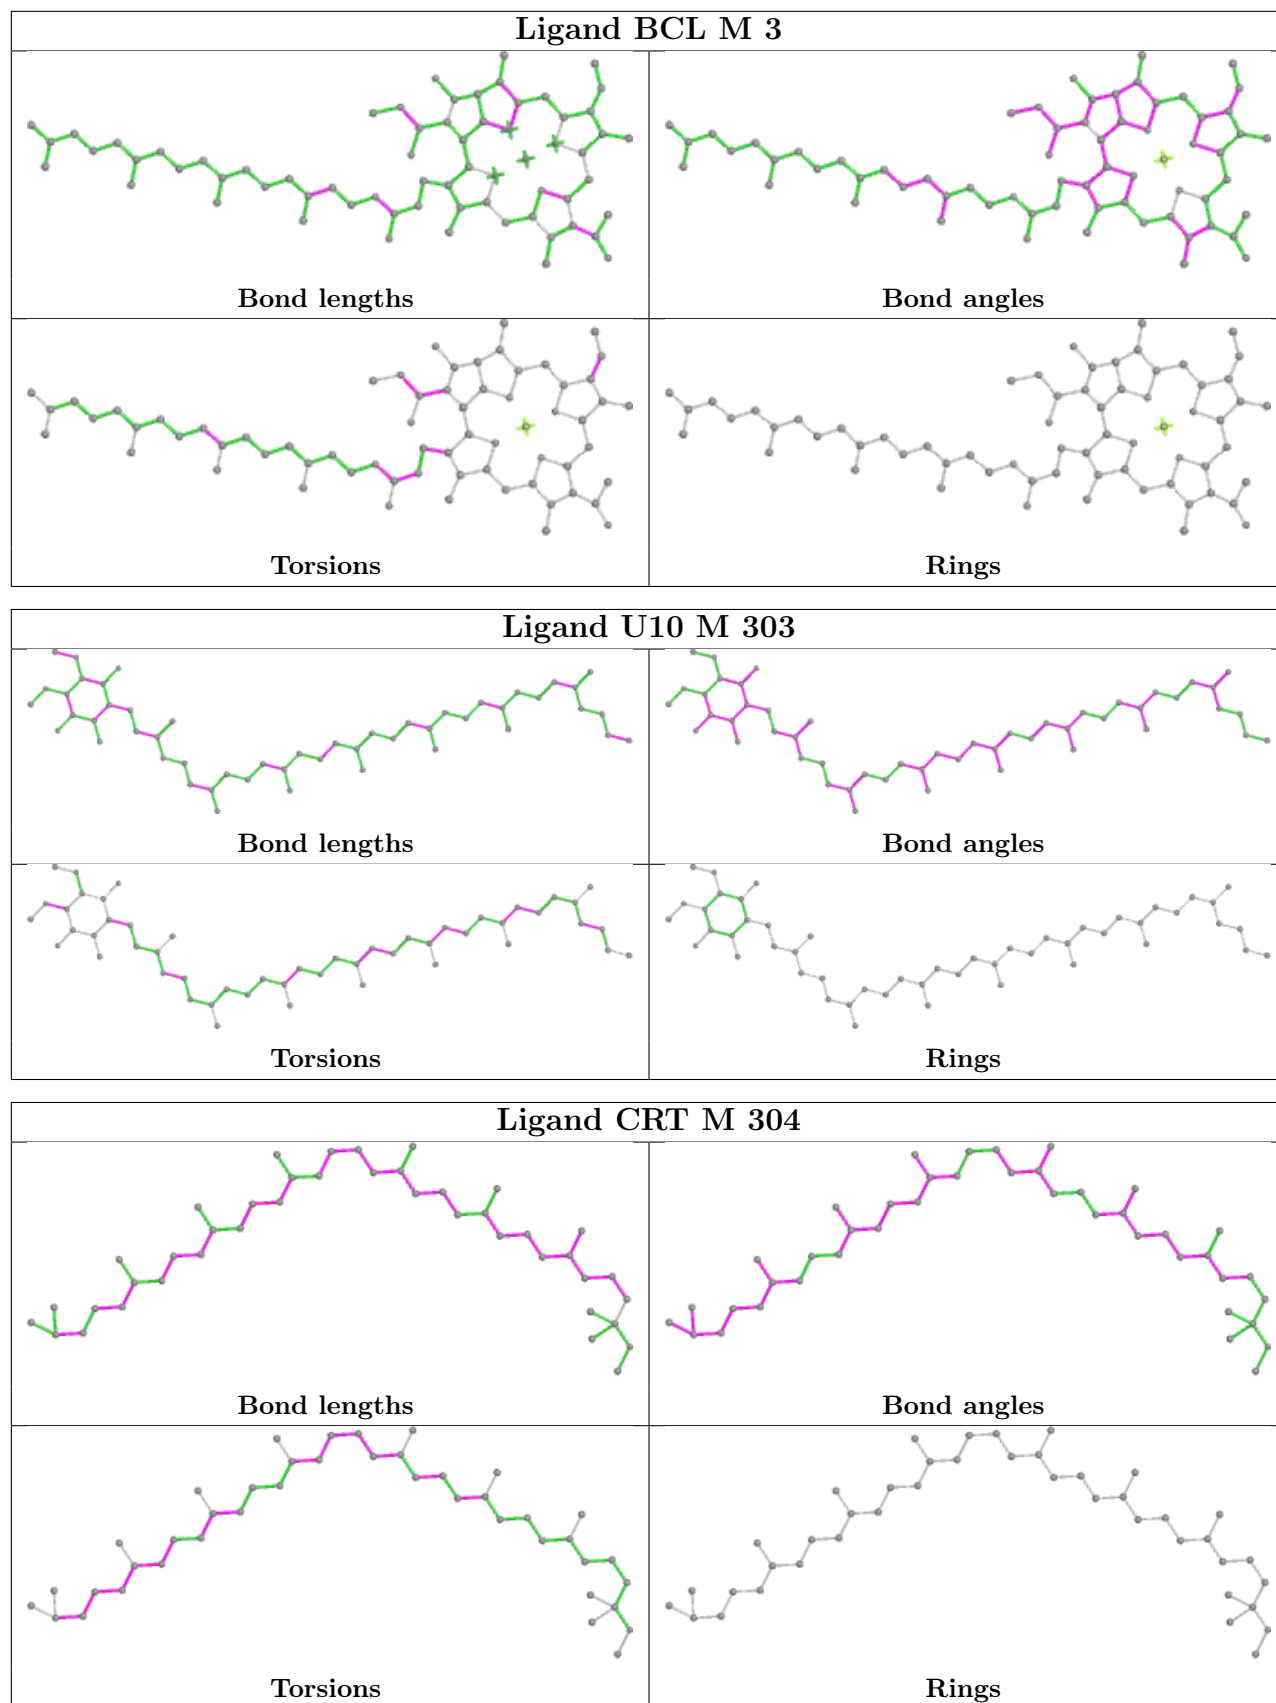 Ligand BCL M 3
Bond lengths
Bond angles
Torsions
Rings
Ligand U10 M 303
Bond lengths
Bond angles
Torsions
Rings
Ligand CRT M 304
Bond lengths
Bond angles
Torsions
Rings